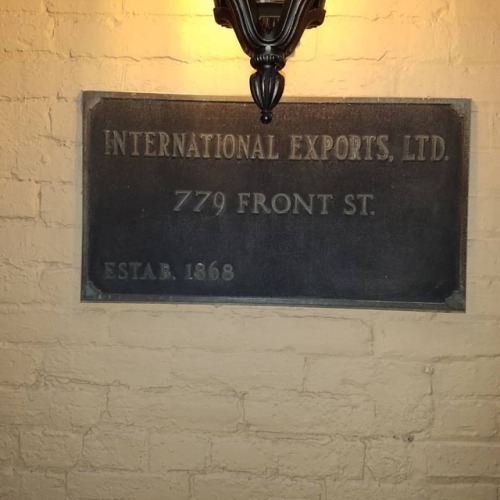 INTERNATIONAL EXPORTS, LTD.
779 FRONT ST.
ESTAB. 1868